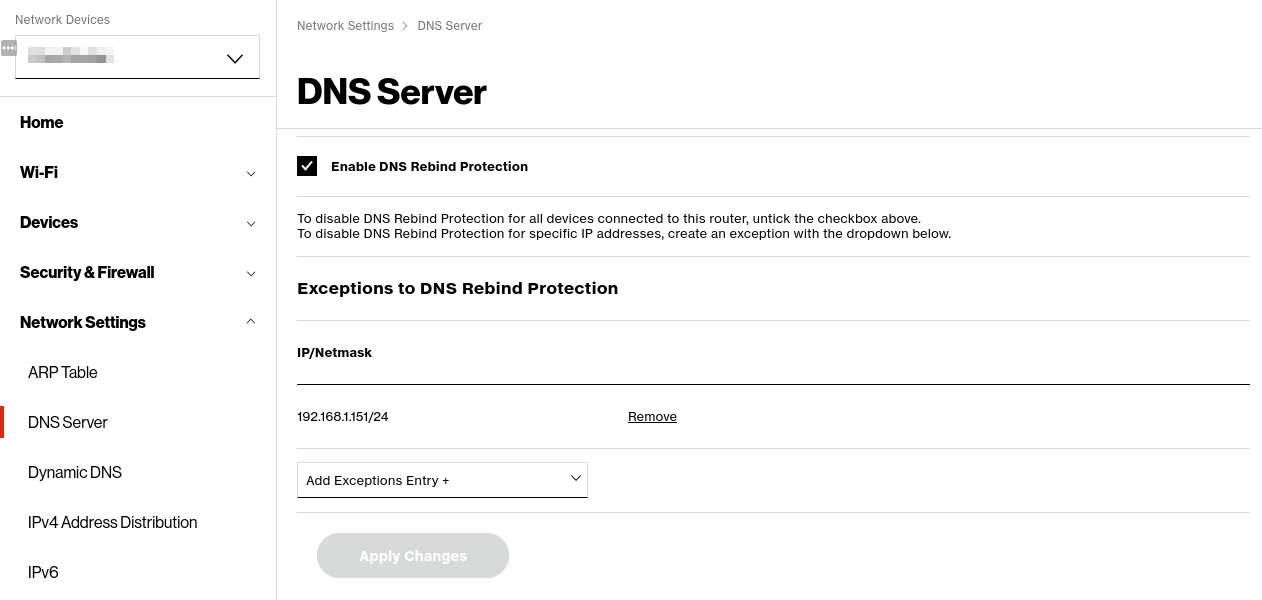 Network Devices
Home
Wi-Fi
Devices
Security & Firewall
Network Settings
ARP Table
DNS Server
Dynamic DNS
IPv4 Address Distribution
IPv6
Network Settings > DNS Server
DNS Server
Enable DNS Rebind Protection
To disable DNS Rebind Protection for all devices connected to this router, untick the checkbox above.
To disable DNS Rebind Protection for specific IP addresses, create an exception with the dropdown below.
Exceptions to DNS Rebind Protection
IP/Netmask
192.168.1.151/24 Remove
Add Exceptions Entry +
Apply Changes